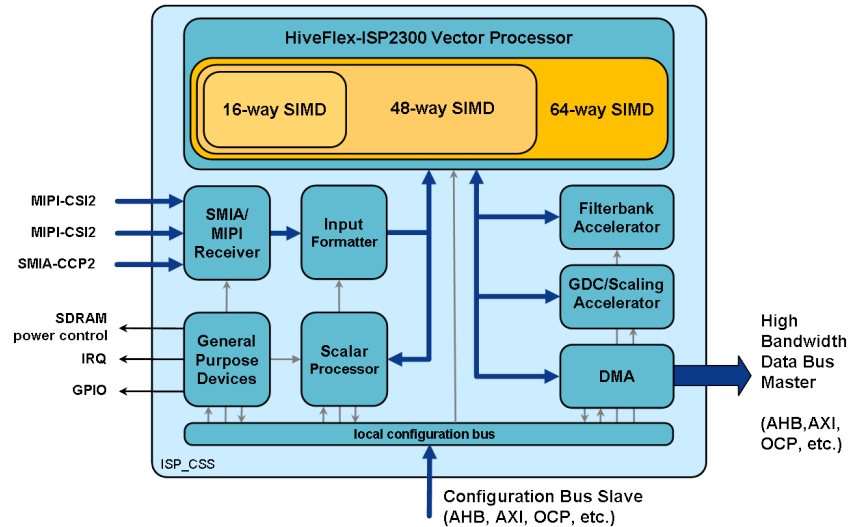 HiveFlex-ISP2300 Vector Processor
16-way SIMD
48-way SIMD
64-way SIMD
MIPI-CSI2
MIPI-CSI2
SMIA-CCP2
SMIA/
MIPI
Receiver
Input
Formatter
Filterbank
Accelerator
GDC/Scaling
Accelerator
SDRAM
power control
IRQ
GPIO
General
Purpose
Devices
Scalar
Processor
DMA
High
Bandwidth
Data Bus
Master
(AHB,AXI,
OCP, etc.)
local configuration bus
ISP_CSS
Configuration Bus Slave
(AHB, AXI, OCP, etc.)